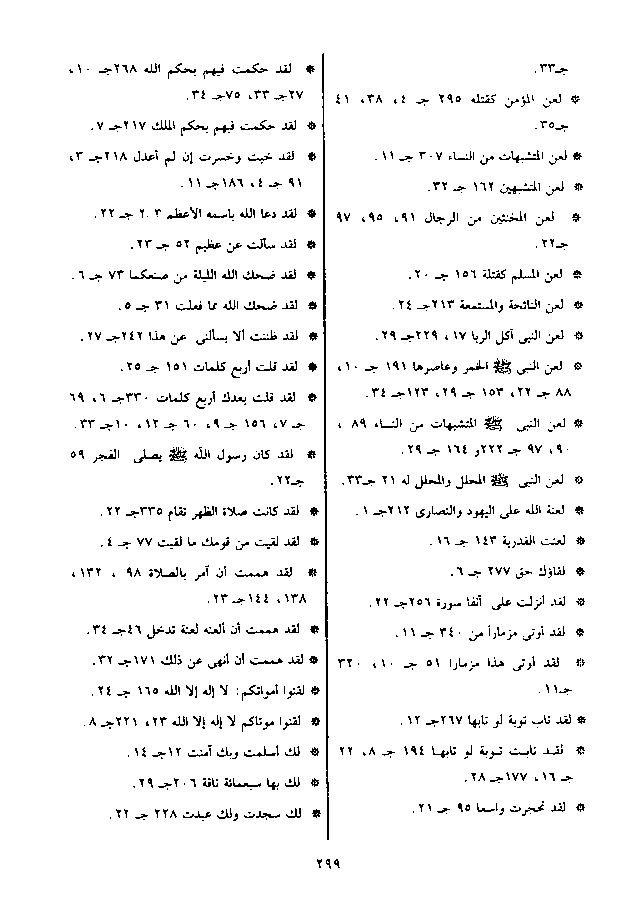 جـ٣٣.
* لعن المؤمن كقتله ٢٩٥ جـ ٤، ٣٨، ٤١
جـ٣٥.
* لعن المتشبهات من النساء ٣٠٧ جـ ١١.
* لعن المتشبهين ١٦٢ جـ ٣٢.
* لعن المخنثين من الرجال ٩١، ٩٥، ٩٧
جـ٢٢.
* لعن المسلم كقتلة ١٥٦ جـ ٢٠.
* لعن النائحة والمستمعة ٢١٣جـ ٢٤.
* لعن النبى آكل الربا ١٧، ٢٢٩جـ ٢٩.
* لعن النبى ﷺ الخمر وعاصرها ١٩١ جـ ١٠،
٨٨ جـ ٢٢، ١٥٣ جـ ٢٩، ١٢٣جـ ٣٤.
* لعن النبى ﷺ المتشبهات من النساء ٨٩ ،
٩٠، ٩٧ جـ ٢٢٢و ١٦٤ جـ ٢٩.
* لعن النبى ﷺ المحلل والمحلل له ٢١ جـ٣٣.
* لعنة الله على اليهود والنصارى ٢١٢جـ ١.
* لعنت القدرية ١٤٣ جـ ١٦.
* لقاؤك حق ٢٧٧ جـ ٦.
* لقد أنزلت على آنفا سورة ٢٥٦جـ ٢٢.
* لقد أوتى مزماراً من ٣٤٠ جـ ١١.
* لقد أوتى هذا مزمارا ٥١ جـ ١٠، ٣٢٠
جـ١١.
* لقد تاب توبة لو تابها ٢٦٧جـ ١٢.
* لقد تابت توبة لو تابها ١٩٤ جـ ٨، ٢٢
جـ ١٦، ١٧٧جـ ٢٨.
* لقد تحجرت واسعا ٩٥ جـ ٢١.
* لقد حكمت فيهم بحكم الله ٢٦٨جـ ١٠،
٢٧جـ ٣٣، ٧٥جـ ٣٤.
* لقد حكمت فيهم بحكم الملك ٢١٧جـ ٧.
* لقد خبت وخسرت إن لم أعدل ٢١٨جـ ٣،
٩١ جـ ٤، ١٨٦جـ ١١.
* لقد دعا الله باسمه الأعظم ٢٠٣ جـ ٢٢.
* لقد سألت عن عظيم ٥٢ جـ ٢٣.
* لقد ضحك الله الليلة من صنعكما ٧٣ جـ ٦.
* لقد ضحك الله مما فعلت ٣١ جـ ٥.
* لقد ظننت ألا يسألنى عن هذا ٢٤٢جـ ٢٧.
* لقد قلت أربع كلمات ١٥١ جـ ٢٥.
* لقد قلت بعدك أربع كلمات ٣٣٠جـ ٦، ٦٩
جـ ٧، ١٥٦ جـ ٩، ٦٠ جـ ١٢، ١٠جـ ٣٣.
* لقد كان رسول الله ﷺ يصلى الفجر ٥٩
جـ٢٢.
* لقد كانت صلاة الظهر تقام ٣٣٥جـ ٢٢.
* لقد لقيت من قومك ما لقيت ٧٧ جـ ٤.
* لقد هممت أن آمر بالصلاة ٩٨ ، ١٣٢،
١٣٨، ١٤٤جـ ٢٣.
* لقد هممت أن ألعنه لعنة تدخل ٤٦جـ ٣٤.
* لقد هممت أن أنهى عن ذلك ١٧١جـ ٣٢.
* لقنوا أمواتكم: لا إله إلا الله ١٦٥ جـ ٢٤.
* لقنوا موتاكم لا إله إلا الله ٢٣، ٢٢١جـ ٨.
* لك أسلمت وبك آمنت ١٢جـ ١٤.
* لك بها سبعمائة ناقة ٢٠٦جـ ٢٩.
* لك سجدت ولك عبدت ٢٢٨ جـ ٢٢.
٢٩٩